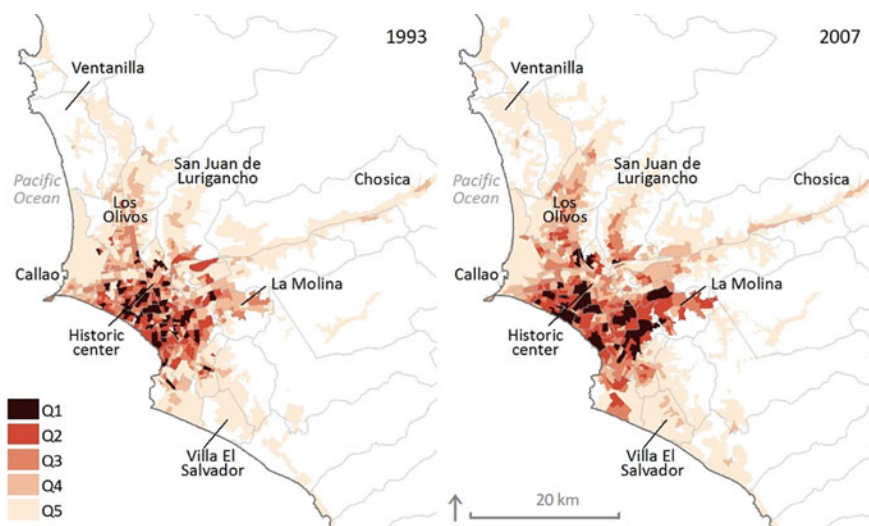 1993
Ventanilla
San Juan de
Lurigancho
Pacific
Ocean
Los
Olivos
Chosica
Callao
La Molina
Historic
center
Villa El
Salvador
Q1
Q2
Q3
Q4
Q5
2007
Ventanilla
San Juan de
Lurigancho
Pacific
Ocean
Los
Olivos
Chosica
Callao
La Molina
Historic
center
Villa El
Salvador
20 km